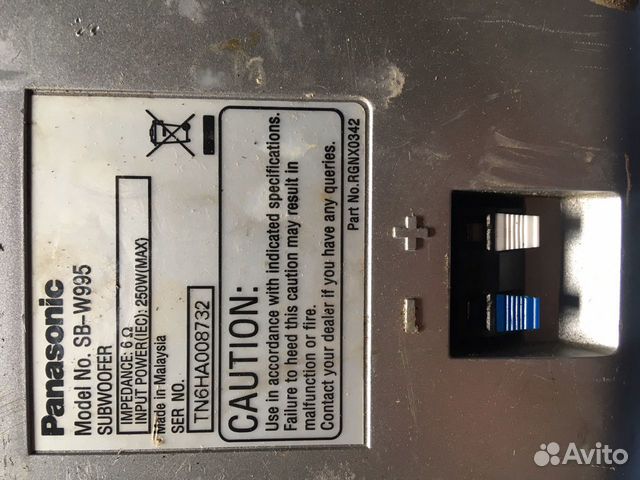 Panasonic
Model No. SB-W995
SUBWOOFER
IMPEDANCE: 6 Ω
INPUT POWER(IEC): 250W(MAX)
Made in Malaysia
SER NO.
TN6HA008732
CAUTION:
Use in accordance with indicated specifications.
Failure to heed this caution may result in
malfunction or fire.
Contact your dealer if you have any queries.
Part No.RGNX0342
+
-
Avito